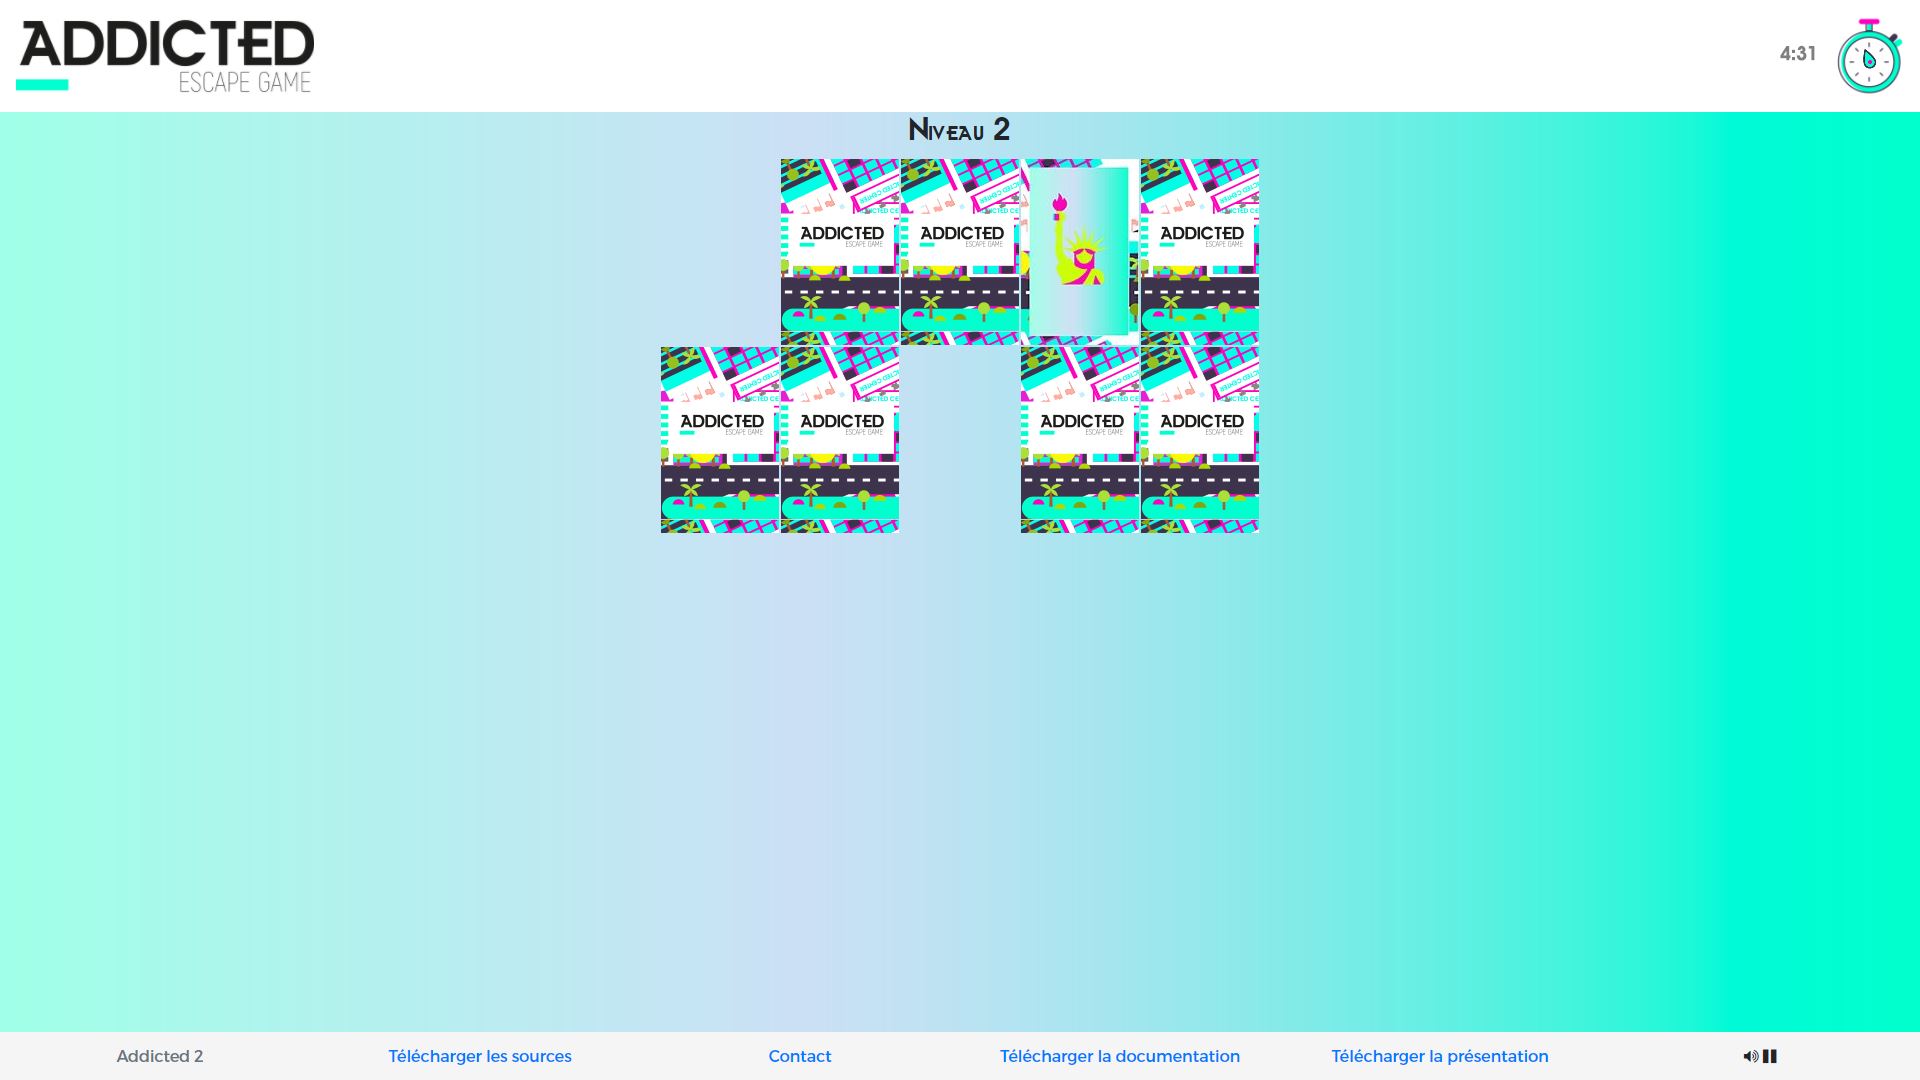 ADDICTED
ESCAPE GAME
4:31
Niveau 2
ADDICTED
ESCAPE GAME
ADDICTED
ESCAPE GAME
ADDICTED
ESCAPE GAME
ADDICTED
ESCAPE GAME
ADDICTED
ESCAPE GAME
ADDICTED
ESCAPE GAME
ADDICTED
ESCAPE GAME
Addicted 2
Télécharger les sources
Contact
Télécharger la documentation
Télécharger la présentation